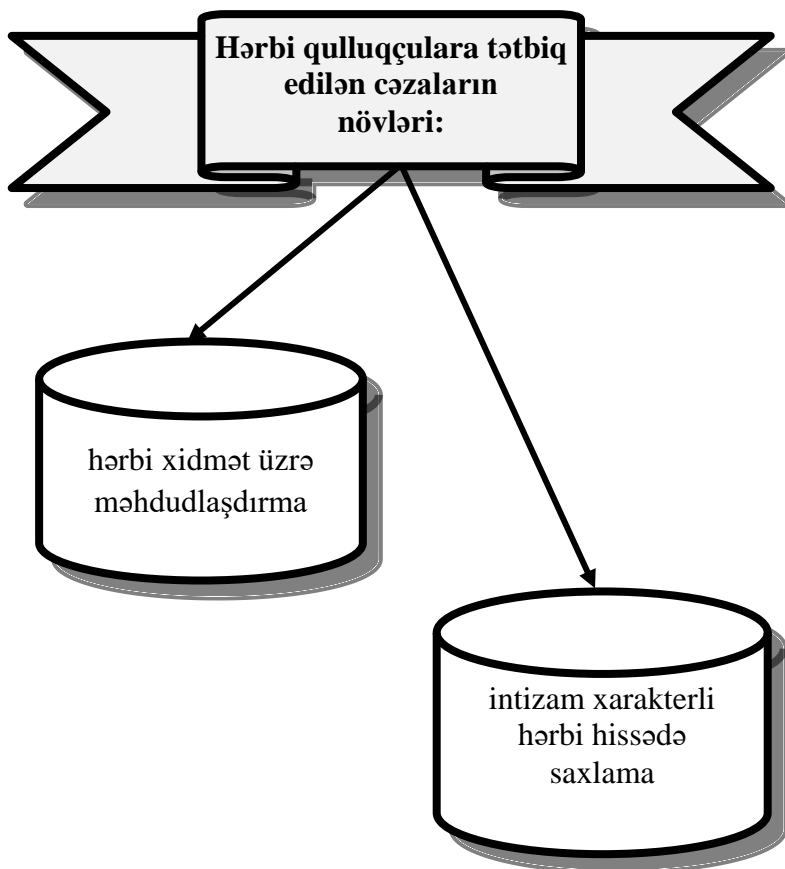 Hərbi qulluqçulara tətbiq
edilən cəzaların
növləri:
hərbi xidmət üzrə
məhdudlaşdırma
intizam xarakterli
hərbi hissədə
saxlama